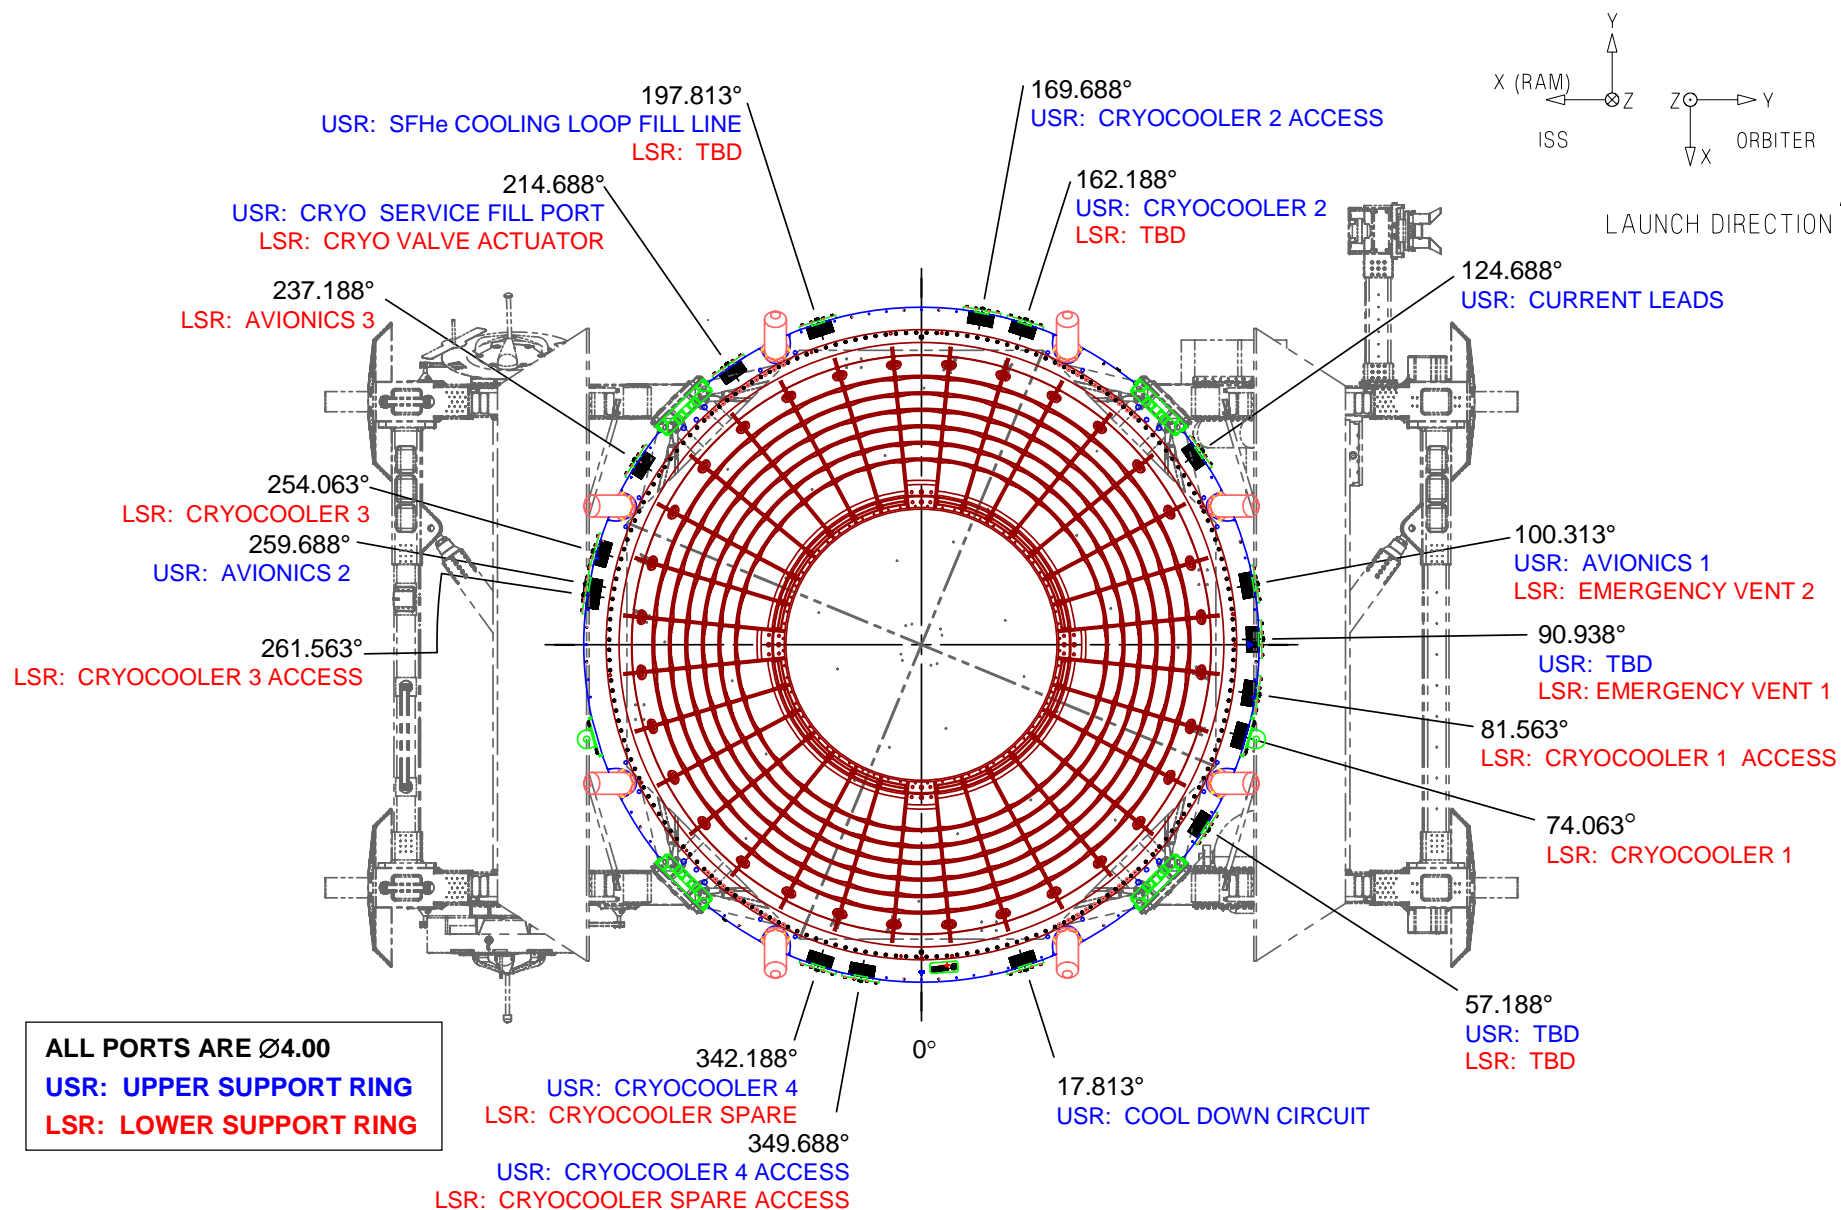 Y
X (RAM)
Z
ISS
Z
Y
X
ORBITER
LAUNCH DIRECTION
197.813°
USR: SFHe COOLING LOOP FILL LINE
LSR: TBD
169.688°
USR: CRYOCOOLER 2 ACCESS
214.688°
USR: CRYO SERVICE FILL PORT
LSR: CRYO VALVE ACTUATOR
162.188°
USR: CRYOCOOLER 2
LSR: TBD
237.188°
LSR: AVIONICS 3
124.688°
USR: CURRENT LEADS
254.063°
LSR: CRYOCOOLER 3
259.688°
USR: AVIONICS 2
100.313°
USR: AVIONICS 1
LSR: EMERGENCY VENT 2
261.563°
LSR: CRYOCOOLER 3 ACCESS
90.938°
USR: TBD
LSR: EMERGENCY VENT 1
81.563°
LSR: CRYOCOOLER 1 ACCESS
74.063°
LSR: CRYOCOOLER 1
57.188°
USR: TBD
LSR: TBD
0°
342.188°
USR: CRYOCOOLER 4
LSR: CRYOCOOLER SPARE
349.688°
USR: CRYOCOOLER 4 ACCESS
LSR: CRYOCOOLER SPARE ACCESS
17.813°
USR: COOL DOWN CIRCUIT
ALL PORTS ARE ∅4.00
USR: UPPER SUPPORT RING
LSR: LOWER SUPPORT RING